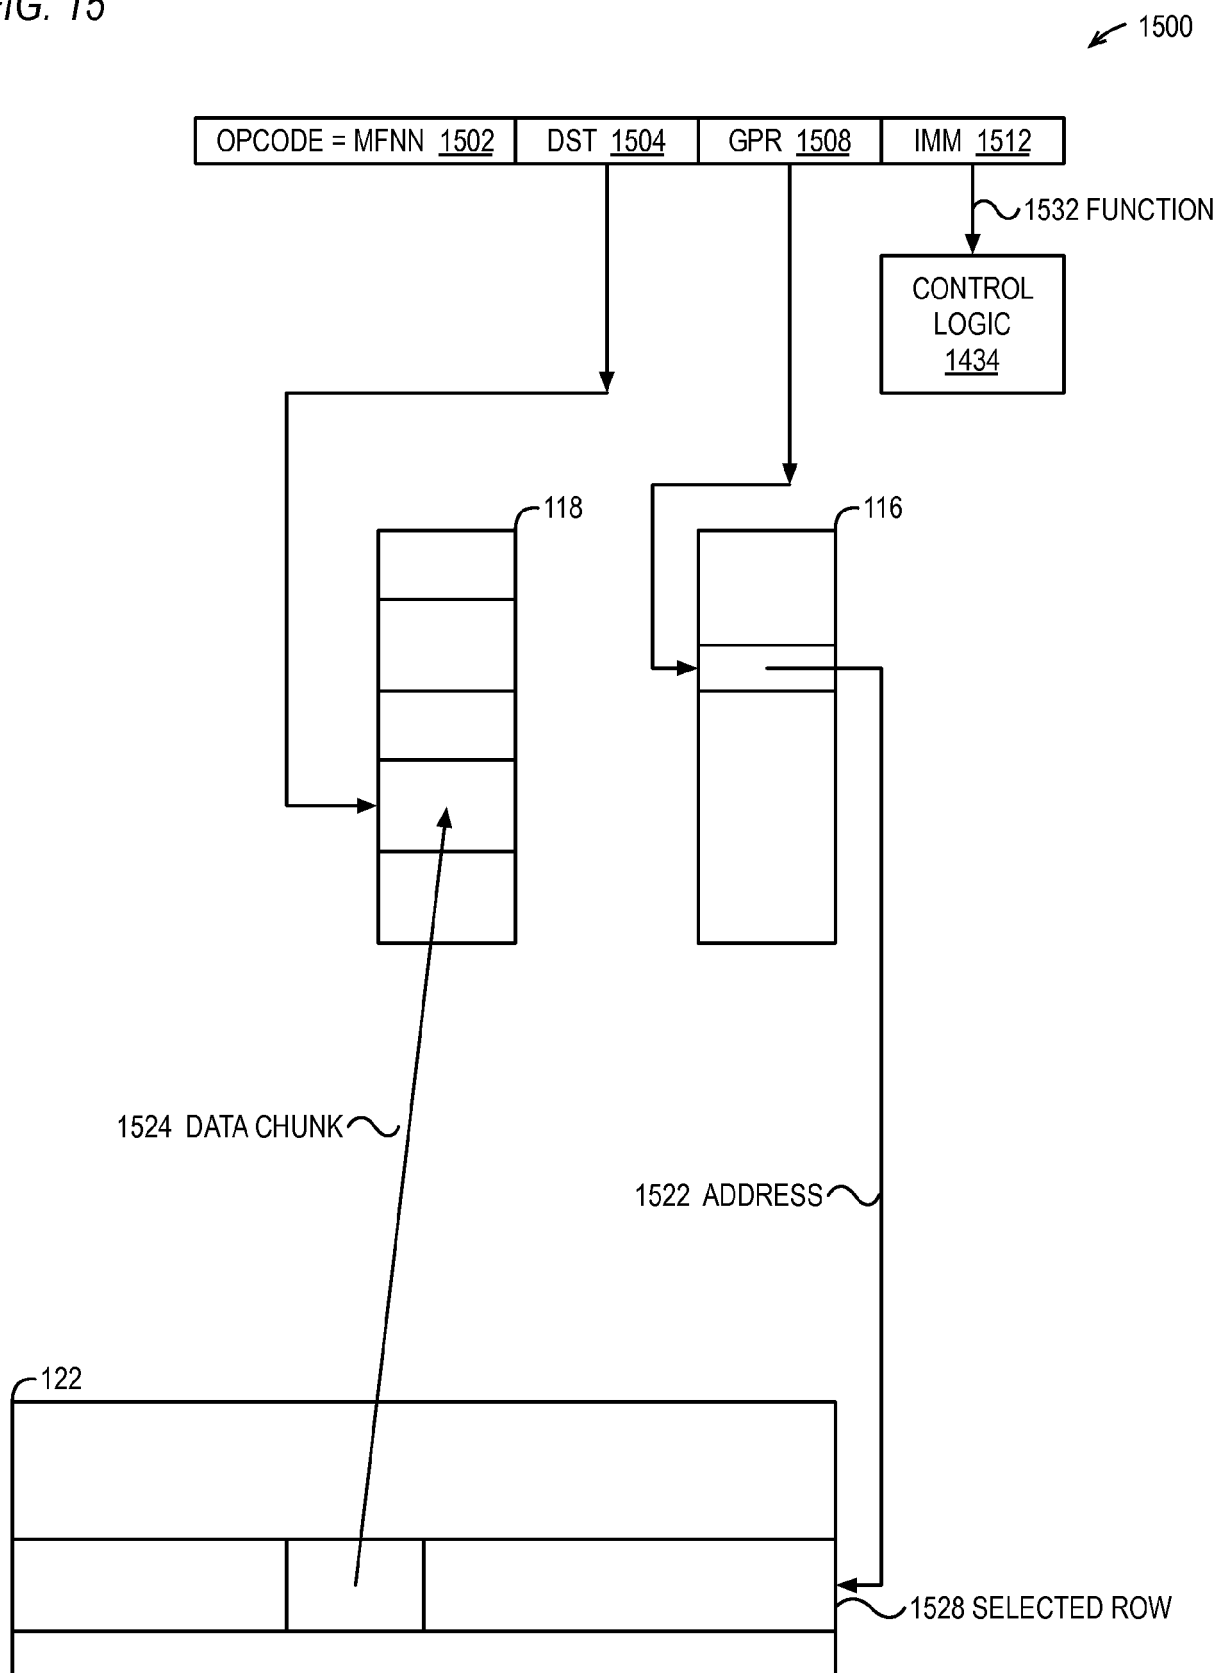 FIG. 15
1500
OPCODE = MFNN 1502 DST 1504 GPR 1508 IMM 1512
1532 FUNCTION
CONTROL
LOGIC
1434
118
116
1524 DATA CHUNK
1522 ADDRESS
122
1528 SELECTED ROW